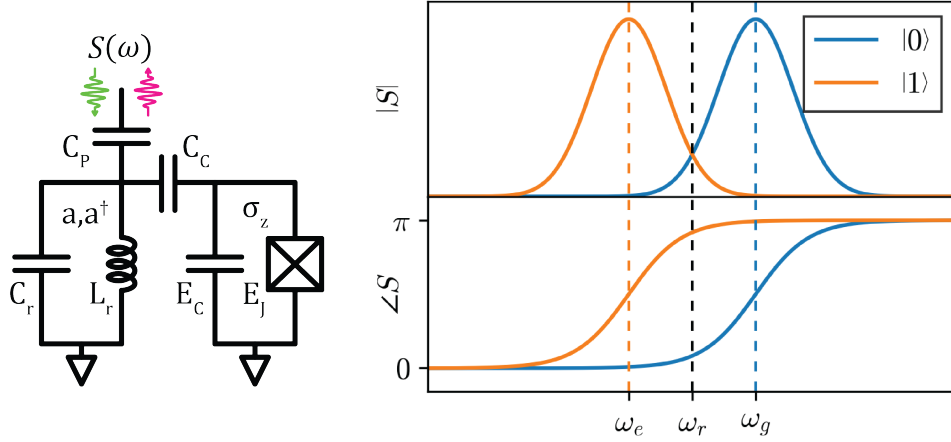 S(ω)
C_P
C_C
a,a†
σ_z
C_r
L_r
E_C
E_J
|S|
|0⟩
|1⟩
π
∠S
0
ω_e
ω_r
ω_g